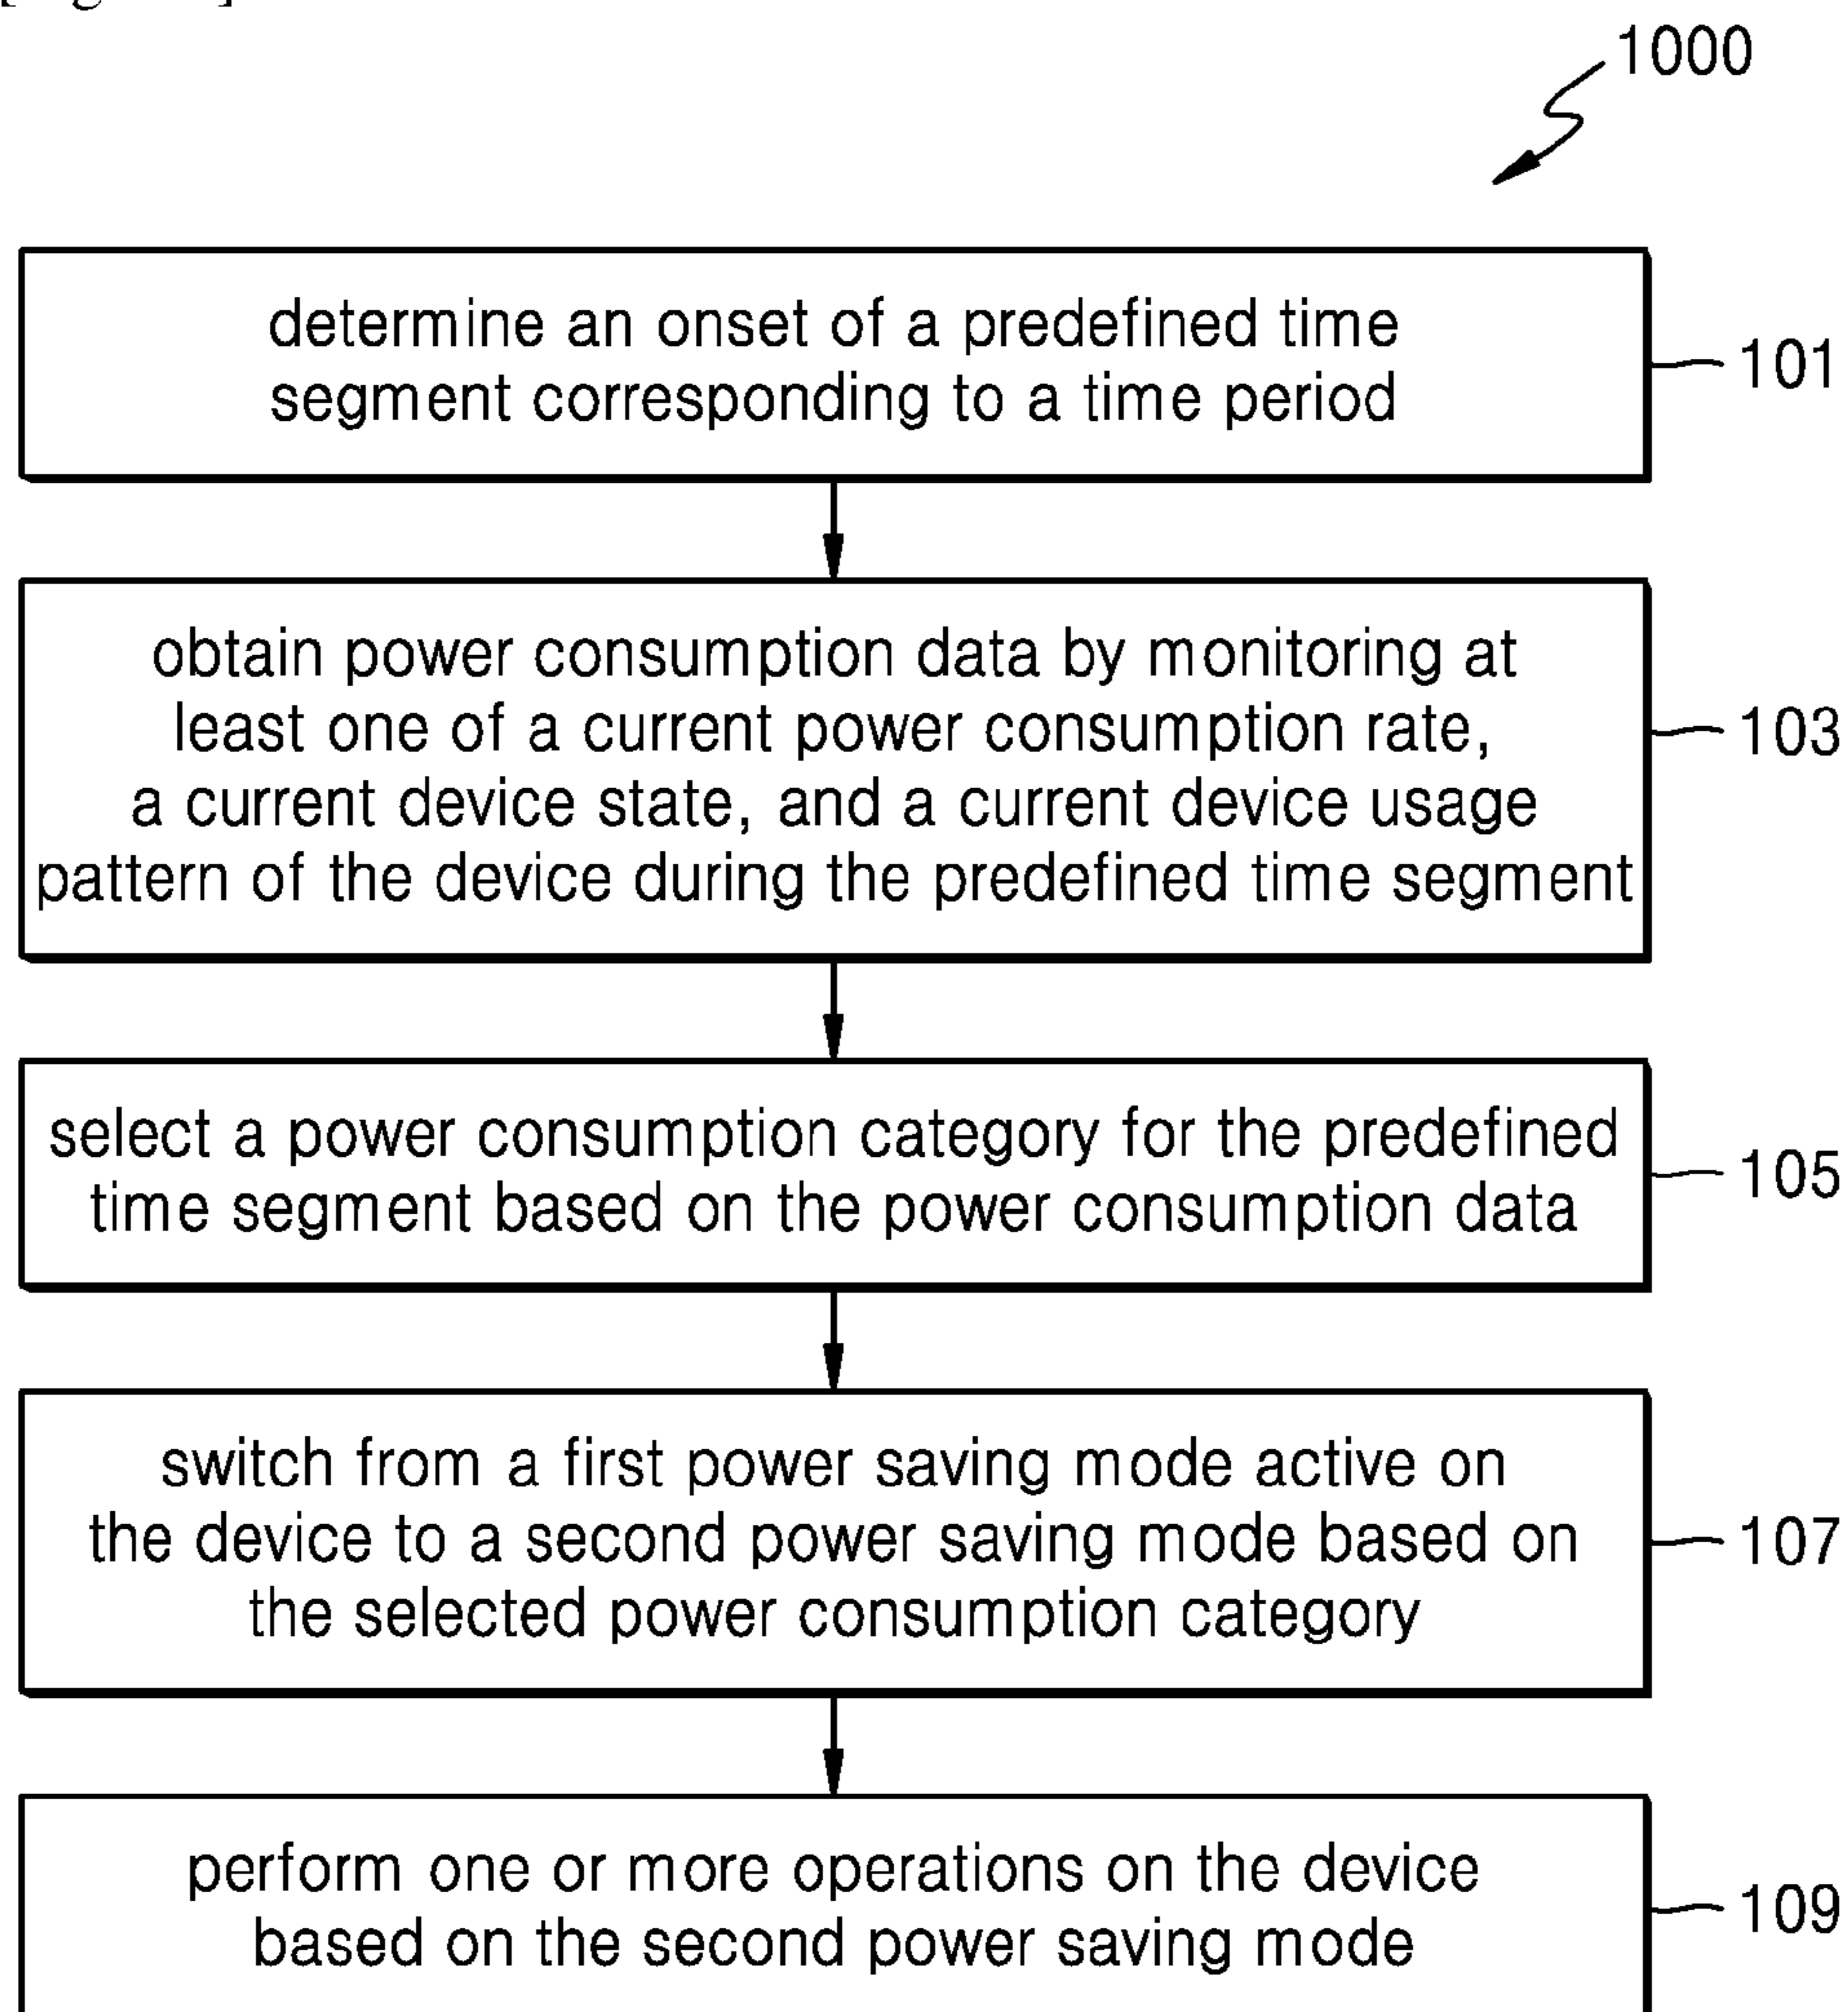 1000
determine an onset of a predefined time
segment corresponding to a time period
101
obtain power consumption data by monitoring at
least one of a current power consumption rate,
a current device state, and a current device usage
pattern of the device during the predefined time segment
103
select a power consumption category for the predefined
time segment based on the power consumption data
105
switch from a first power saving mode active on
the device to a second power saving mode based on
the selected power consumption category
107
perform one or more operations on the device
based on the second power saving mode
109